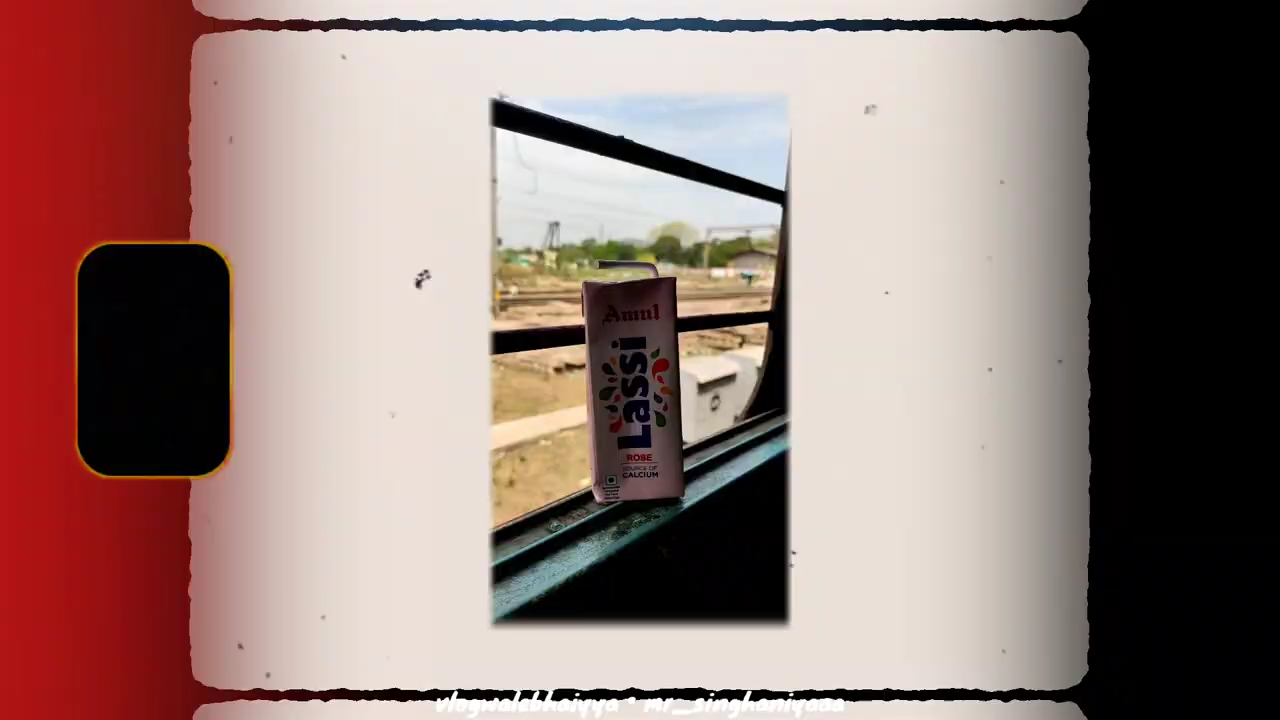 Amul
Lassi
ROSE
SOURCE OF
CALCIUM
vlogwalebhaiyya • mr_singhaniyaaa